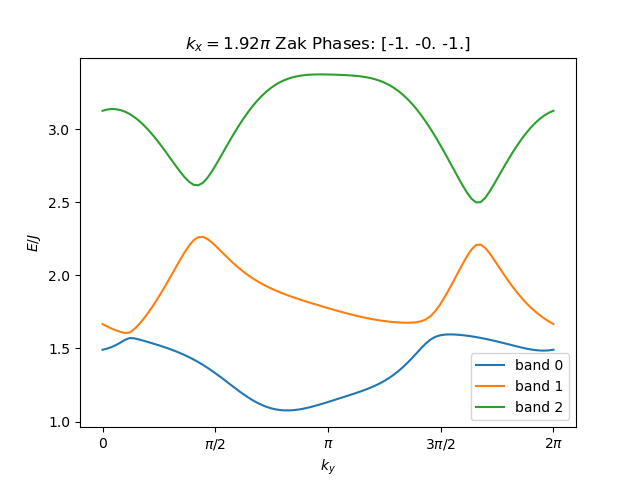 $k_x = 1.92\pi$ Zak Phases: [-1. -0. -1.]
E/J
3.0
2.5
2.0
1.5
1.0
band 0
band 1
band 2
0
π/2
π
3π/2
2π
$k_y$